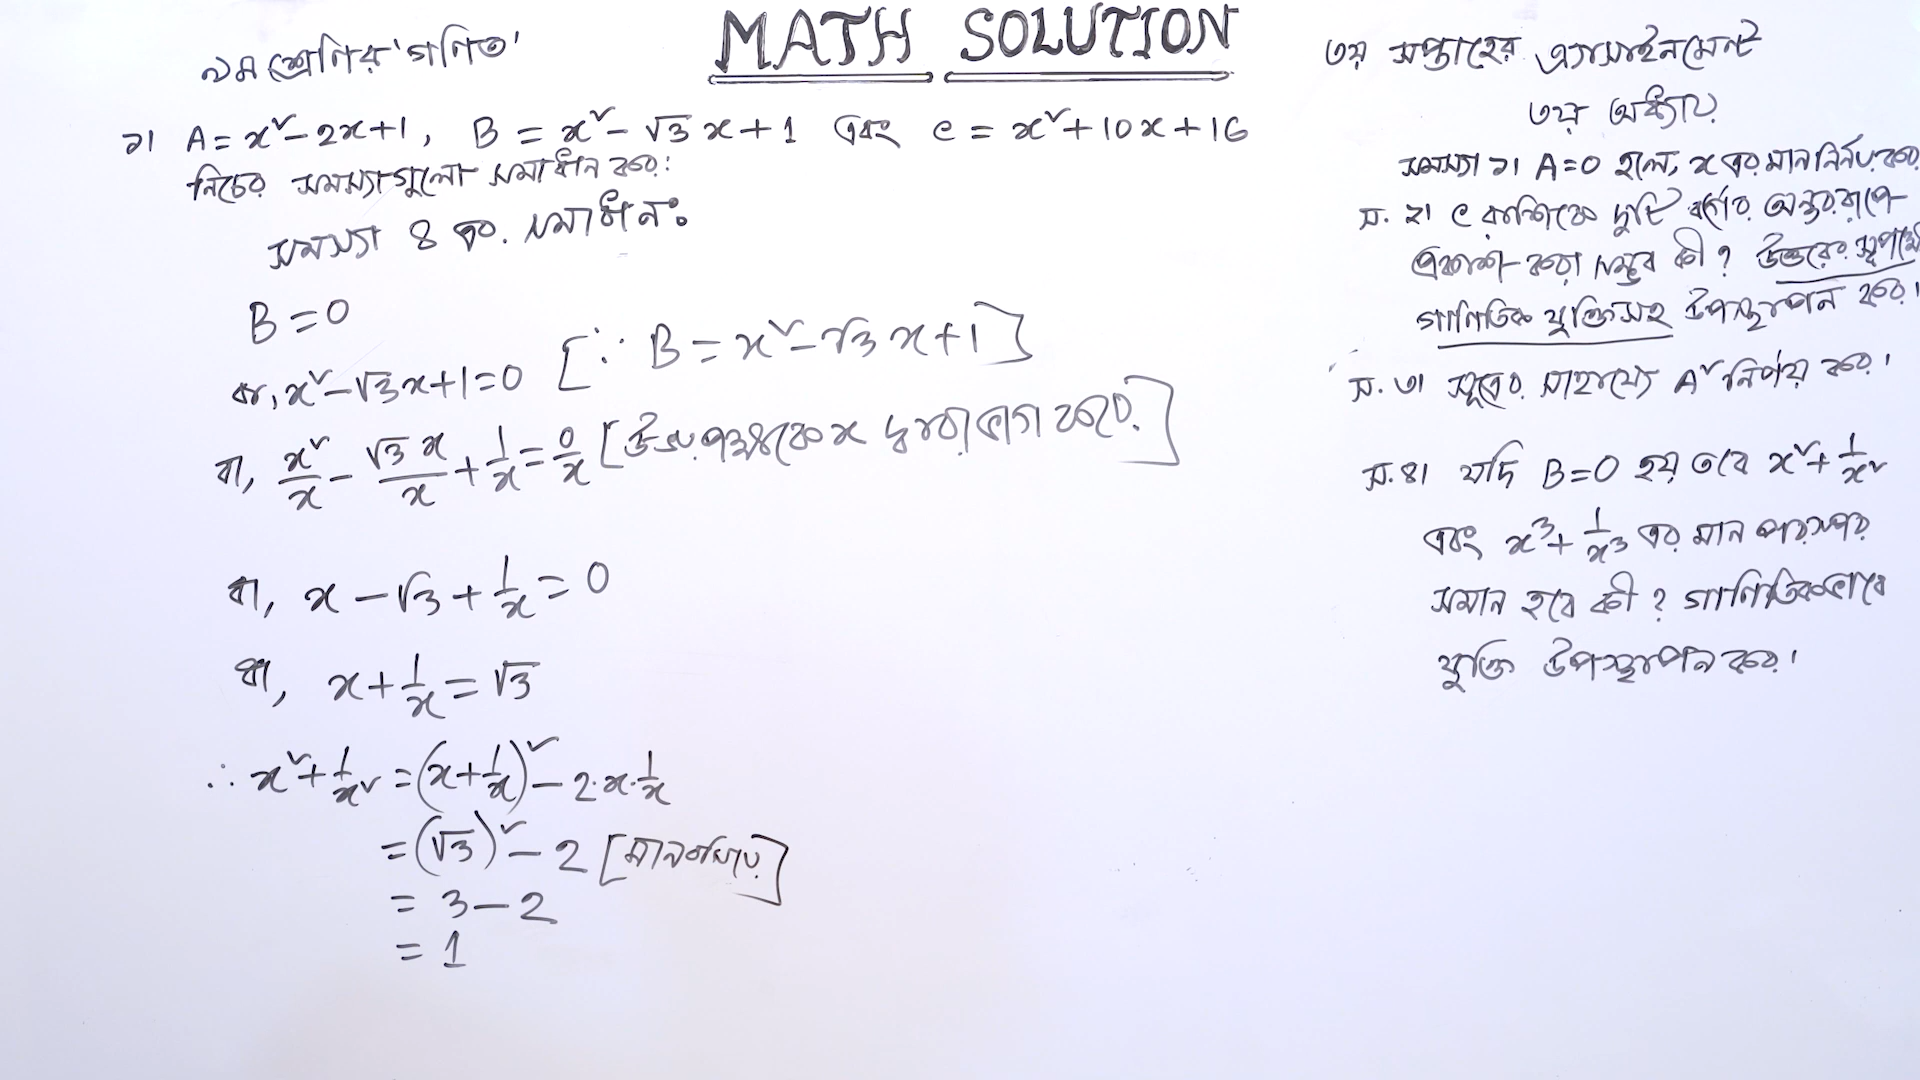 ৯ম শ্রেণির 'গণিত'
MATH SOLUTION
১। A = x² - 2x + 1, B = x² - √3 x + 1 এবং C = x² + 10x + 16
নিচের সমস্যাগুলো সমাধান কর:
সমস্যা ৪ এর সমাধান:
B = 0
বা, x² - √3x + 1 = 0 [∵ B = x² - √3 x + 1]
বা, x²/x - √3 x/x + 1/x = 0/x [উভয়পক্ষকে x দ্বারা ভাগ করে]
বা, x - √3 + 1/x = 0
বা, x + 1/x = √3
∴ x² + 1/x² = (x + 1/x)² - 2·x·1/x
= (√3)² - 2 [মান বসিয়ে]
= 3 - 2
= 1
৩য় সপ্তাহের এ্যাসাইনমেন্ট
৩য় অধ্যায়
সমস্যা ১। A = 0 হলে, x এর মান নির্ণয় কর
স. ২। C রাশিকে দুটি বর্গের অন্তররূপে
প্রকাশ করা সম্ভব কী? উত্তরের স্বপক্ষে
গাণিতিক যুক্তিসহ উপস্থাপন কর।
স. ৩। সূত্রের সাহায্যে A² নির্ণয় কর।
স. ৪। যদি B = 0 হয় তবে x² + 1/x²
এবং x³ + 1/x³ এর মান পরস্পর
সমান হবে কী? গাণিতিকভাবে
যুক্তি উপস্থাপন কর।